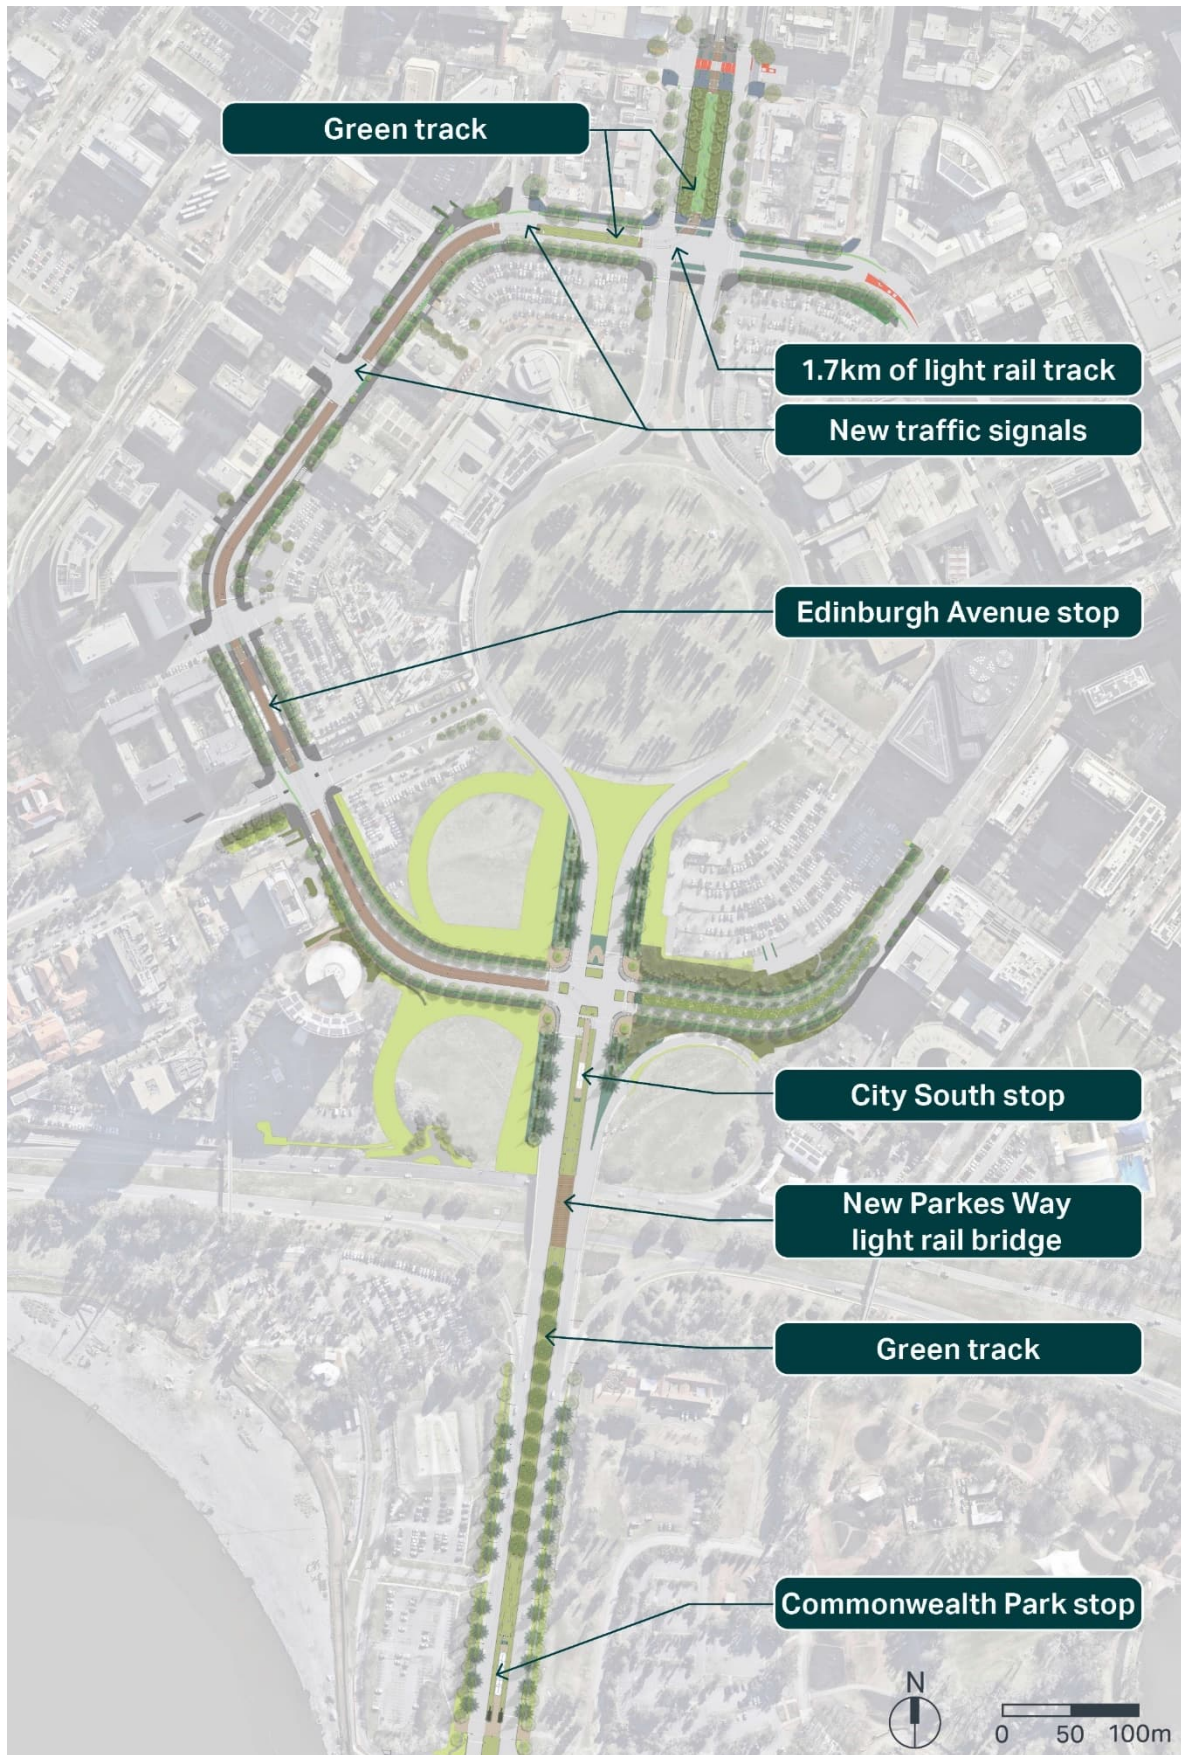 Green track
1.7km of light rail track
New traffic signals
Edinburgh Avenue stop
City South stop
New Parkes Way
light rail bridge
Green track
Commonwealth Park stop
N
0 50 100m